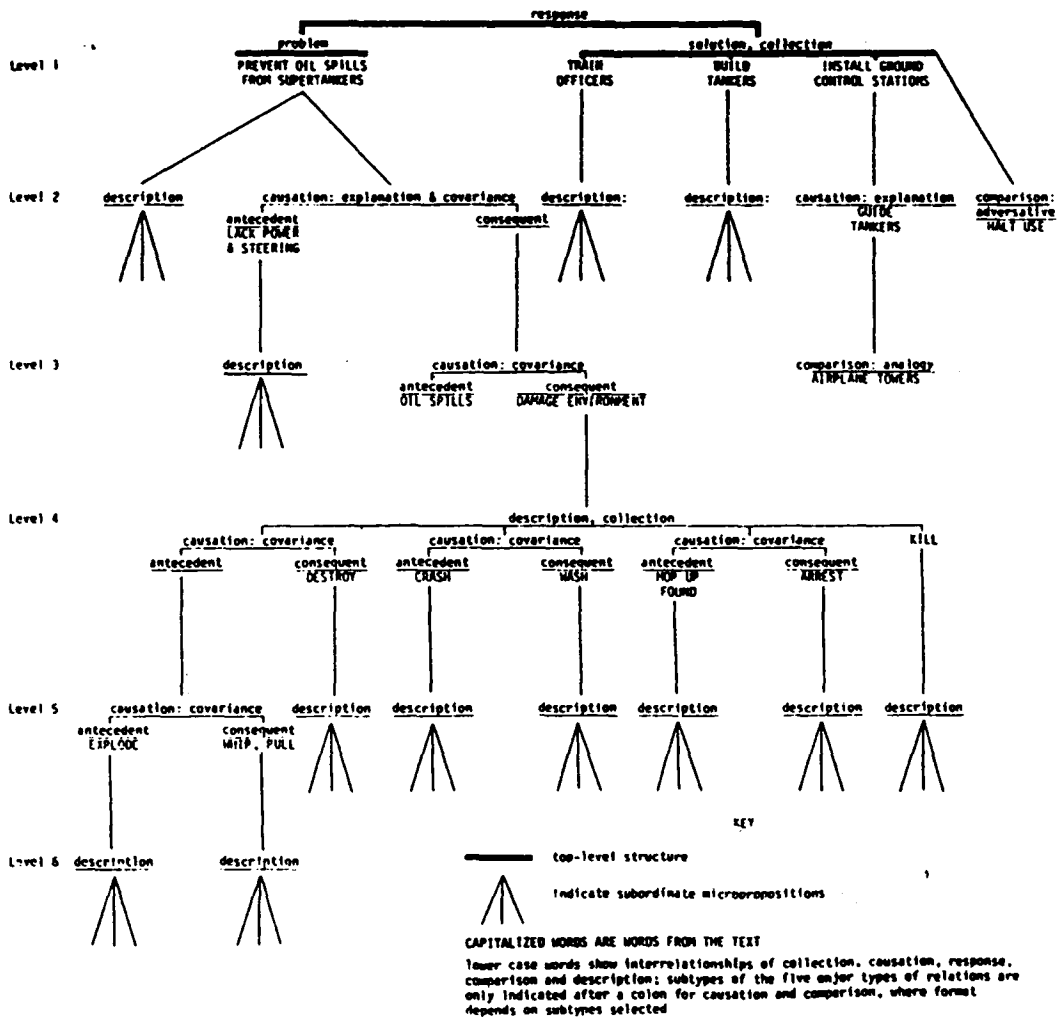 response
problem
solution, collection
Level 1
PREVENT OIL SPILLS
FROM SUPERTANKERS
TRAIN
OFFICERS
BUILD
TANKERS
INSTALL GROUND
CONTROL STATIONS
Level 2
description
causation: explanation & covariance
description:
description:
causation: explanation
comparison:
antecedent
LACK POWER
& STEERING
consequent
GUIDE
TANKERS
adversative
HALT USE
Level 3
description
causation: covariance
comparison: analogy
antecedent
OIL SPILLS
consequent
DAMAGE ENVIRONMENT
AIRPLANE TOWERS
Level 4
description, collection
causation: covariance
causation: covariance
causation: covariance
KILL
antecedent
consequent
DESTROY
antecedent
CRASH
consequent
WASH
antecedent
MOP UP
FOUND
consequent
ARREST
Level 5
causation: covariance
description
description
description
description
description
description
antecedent
EXPLODE
consequent
WHIP, PULL
KEY
Level 6
description
description
top-level structure
Indicate subordinate micropropositions
CAPITALIZED WORDS ARE WORDS FROM THE TEXT
lower case words show interrelationships of collection, causation, response,
comparison and description; subtypes of the five major types of relations are
only indicated after a colon for causation and comparison, where format
depends on subtypes selected